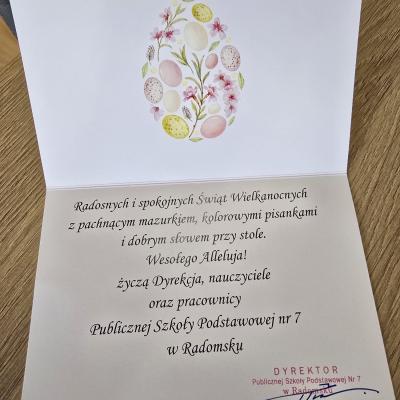 Radosnych i spokojnych Świąt Wielkanocnych
z pachnącym mazurkiem, kolorowymi pisankami
i dobrym słowem przy stole.
Wesołego Alleluja!
życzą Dyrekcja, nauczyciele
oraz pracownicy
Publicznej Szkoły Podstawowej nr 7
w Radomsku
DYREKTOR
Publicznej Szkoły Podstawowej Nr 7
w Radomsku